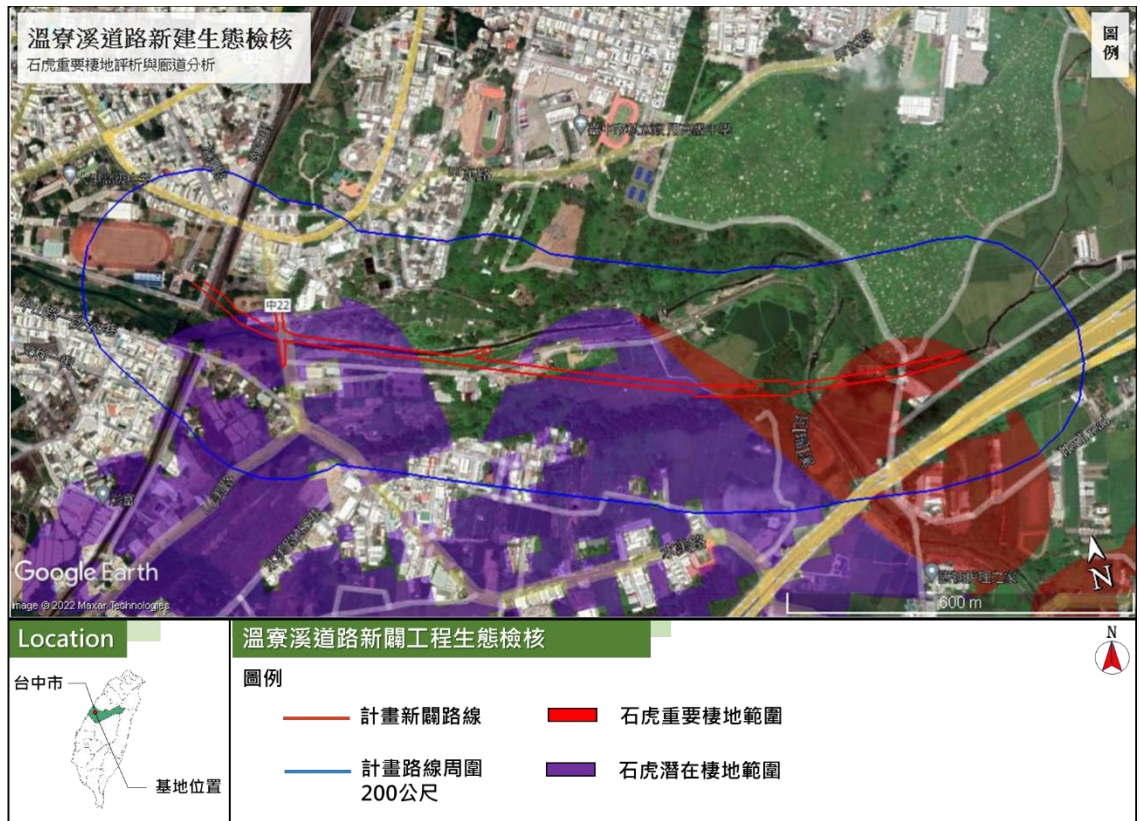 溫寮溪道路新建生態檢核
石虎重要棲地評析與廊道分析
圖例
中22
Google Earth
Image © 2022 Maxar Technologies
600 m
N
Location
台中市
基地位置
溫寮溪道路新闢工程生態檢核
N
圖例
計畫新闢路線
石虎重要棲地範圍
計畫路線周圍
200公尺
石虎潛在棲地範圍